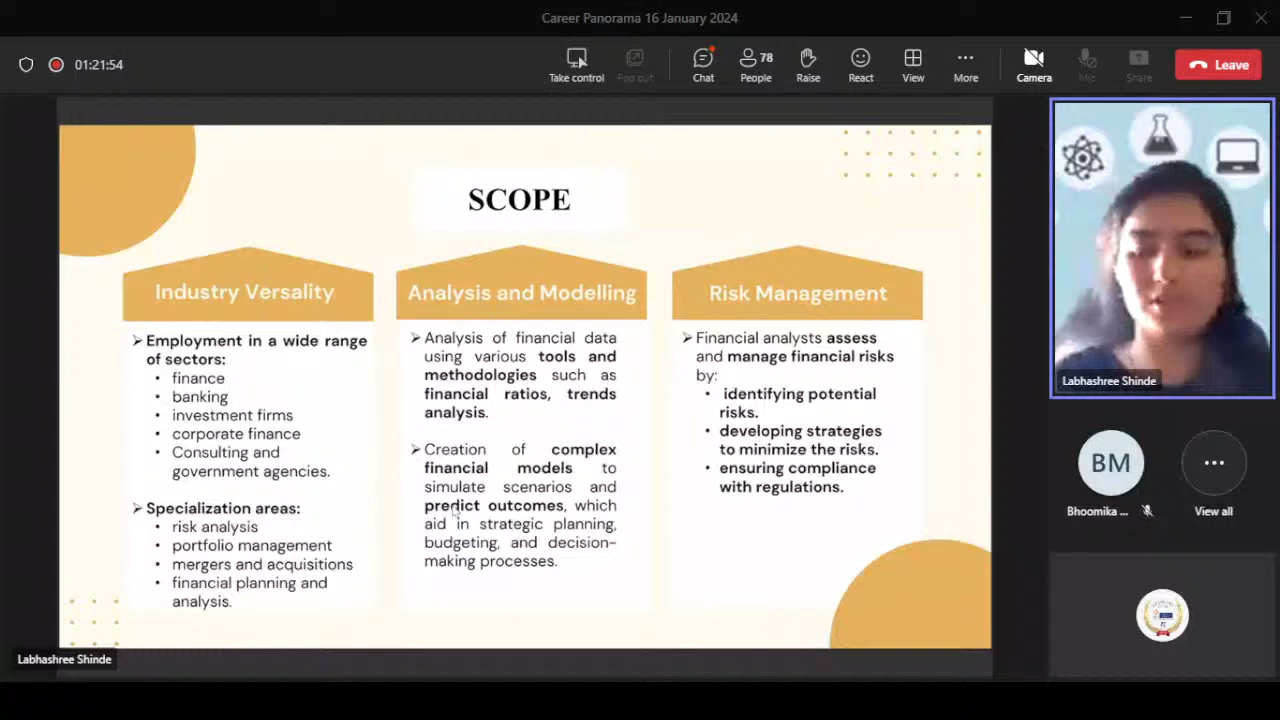 Career Panorama 16 January 2024
01:21:54
Take control
Pop out
Chat
78
People
Raise
React
View
More
Camera
Mic
Share
Leave
SCOPE
Industry Versality
➢ Employment in a wide range
of sectors:
• finance
• banking
• investment firms
• corporate finance
• Consulting and
government agencies.
➢ Specialization areas:
• risk analysis
• portfolio management
• mergers and acquisitions
• financial planning and
analysis.
Analysis and Modelling
➢ Analysis of financial data
using various tools and
methodologies such as
financial ratios, trends
analysis.
➢ Creation of complex
financial models to
simulate scenarios and
predict outcomes, which
aid in strategic planning,
budgeting, and decision-
making processes.
Risk Management
➢ Financial analysts assess
and manage financial risks
by:
• identifying potential
risks.
• developing strategies
to minimize the risks.
• ensuring compliance
with regulations.
Labhashree Shinde
BM
Bhoomika ...
View all
Labhashree Shinde